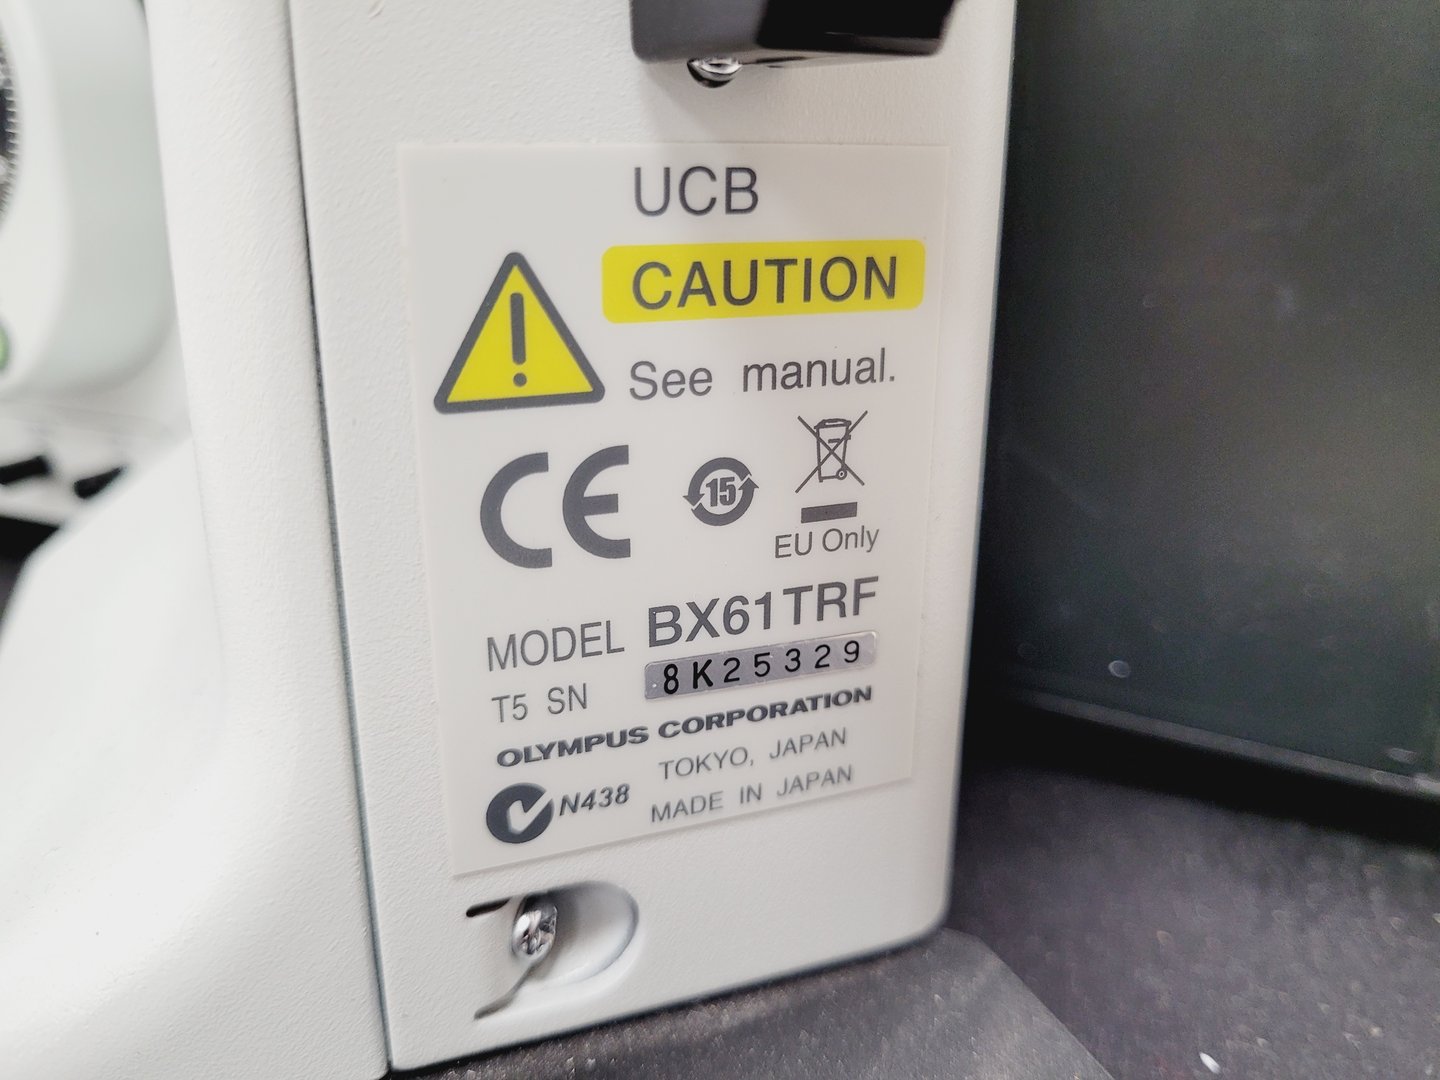 UCB
CAUTION
See manual.
CE
15
EU Only
MODEL BX61TRF
T5 SN 8K25329
OLYMPUS CORPORATION
TOKYO, JAPAN
N438
MADE IN JAPAN